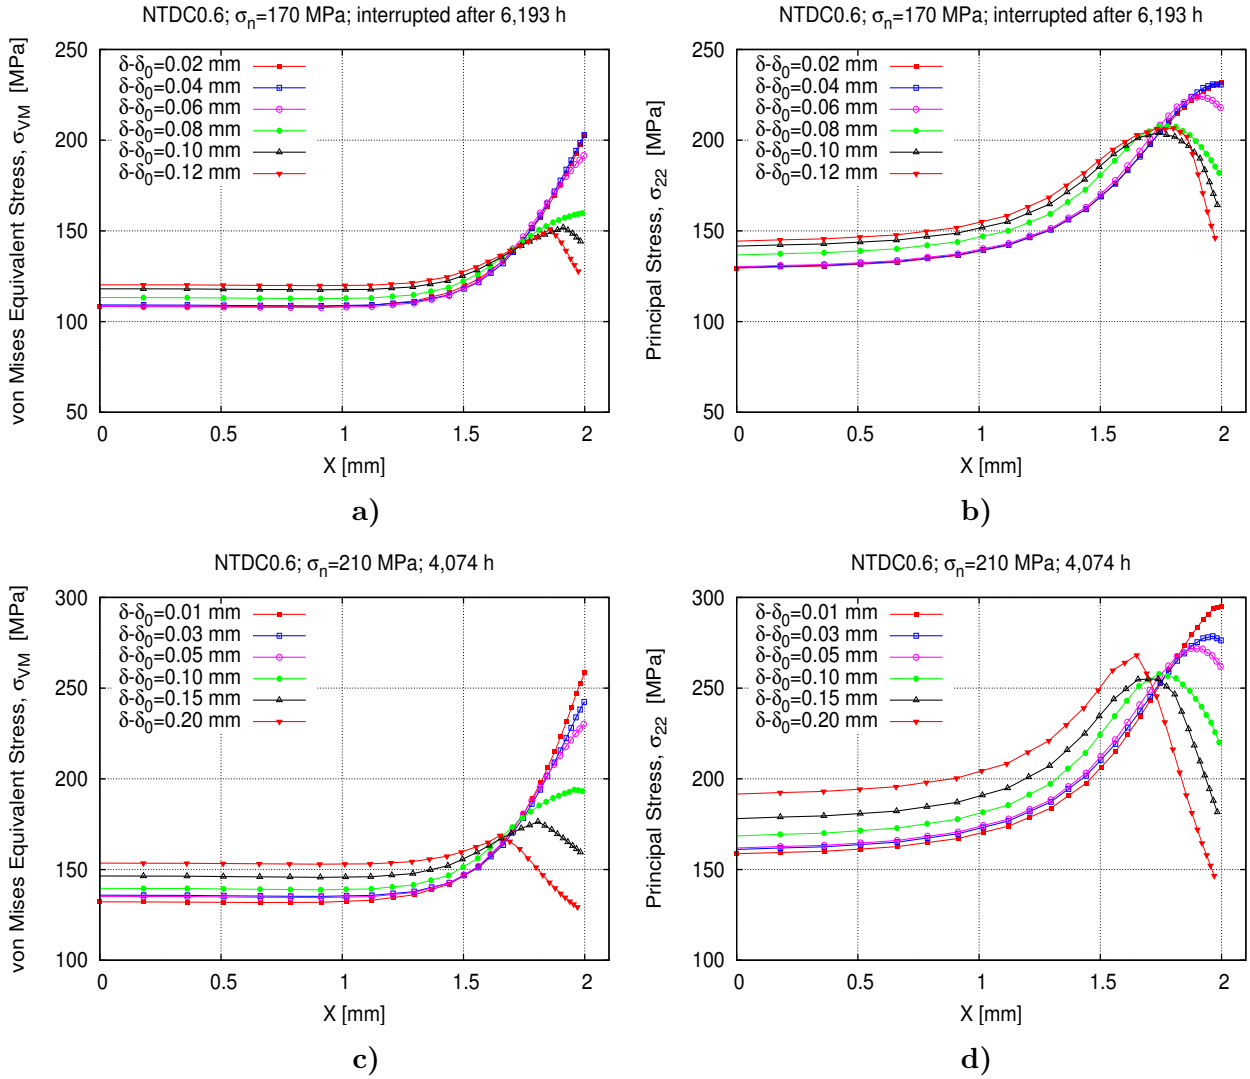 NTDC0.6; σn=170 MPa; interrupted after 6,193 h
von Mises Equivalent Stress, σVM [MPa]
250
200
150
100
50
δ-δ0=0.02 mm
δ-δ0=0.04 mm
δ-δ0=0.06 mm
δ-δ0=0.08 mm
δ-δ0=0.10 mm
δ-δ0=0.12 mm
0 0.5 1 1.5 2
X [mm]
a)
NTDC0.6; σn=170 MPa; interrupted after 6,193 h
Principal Stress, σ22 [MPa]
250
200
150
100
50
δ-δ0=0.02 mm
δ-δ0=0.04 mm
δ-δ0=0.06 mm
δ-δ0=0.08 mm
δ-δ0=0.10 mm
δ-δ0=0.12 mm
0 0.5 1 1.5 2
X [mm]
b)
NTDC0.6; σn=210 MPa; 4,074 h
von Mises Equivalent Stress, σVM [MPa]
300
250
200
150
100
δ-δ0=0.01 mm
δ-δ0=0.03 mm
δ-δ0=0.05 mm
δ-δ0=0.10 mm
δ-δ0=0.15 mm
δ-δ0=0.20 mm
0 0.5 1 1.5 2
X [mm]
c)
NTDC0.6; σn=210 MPa; 4,074 h
Principal Stress, σ22 [MPa]
300
250
200
150
100
δ-δ0=0.01 mm
δ-δ0=0.03 mm
δ-δ0=0.05 mm
δ-δ0=0.10 mm
δ-δ0=0.15 mm
δ-δ0=0.20 mm
0 0.5 1 1.5 2
X [mm]
d)